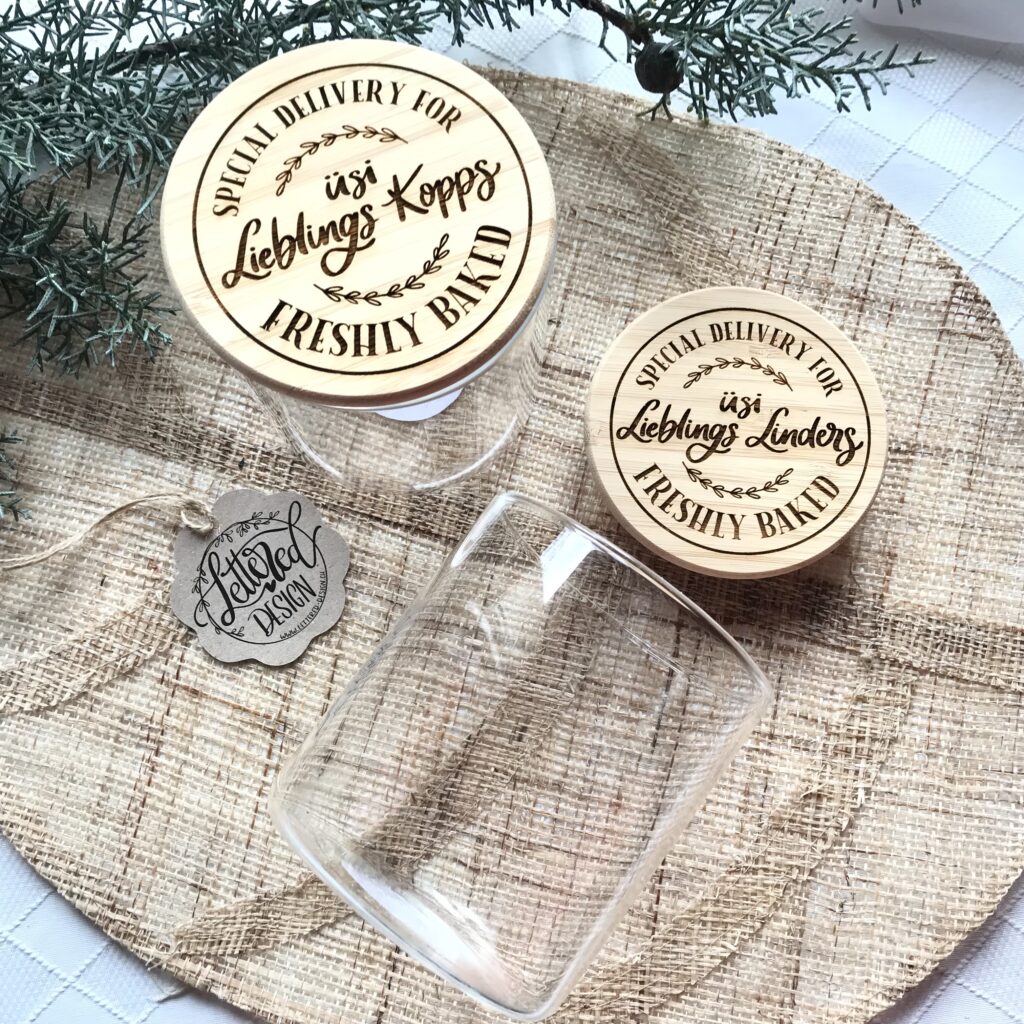 SPECIAL DELIVERY FOR
üsi
Lieblings Kopps
FRESHLY BAKED
SPECIAL DELIVERY FOR
üsi
Lieblings Linders
FRESHLY BAKED
Lettered
DESIGN